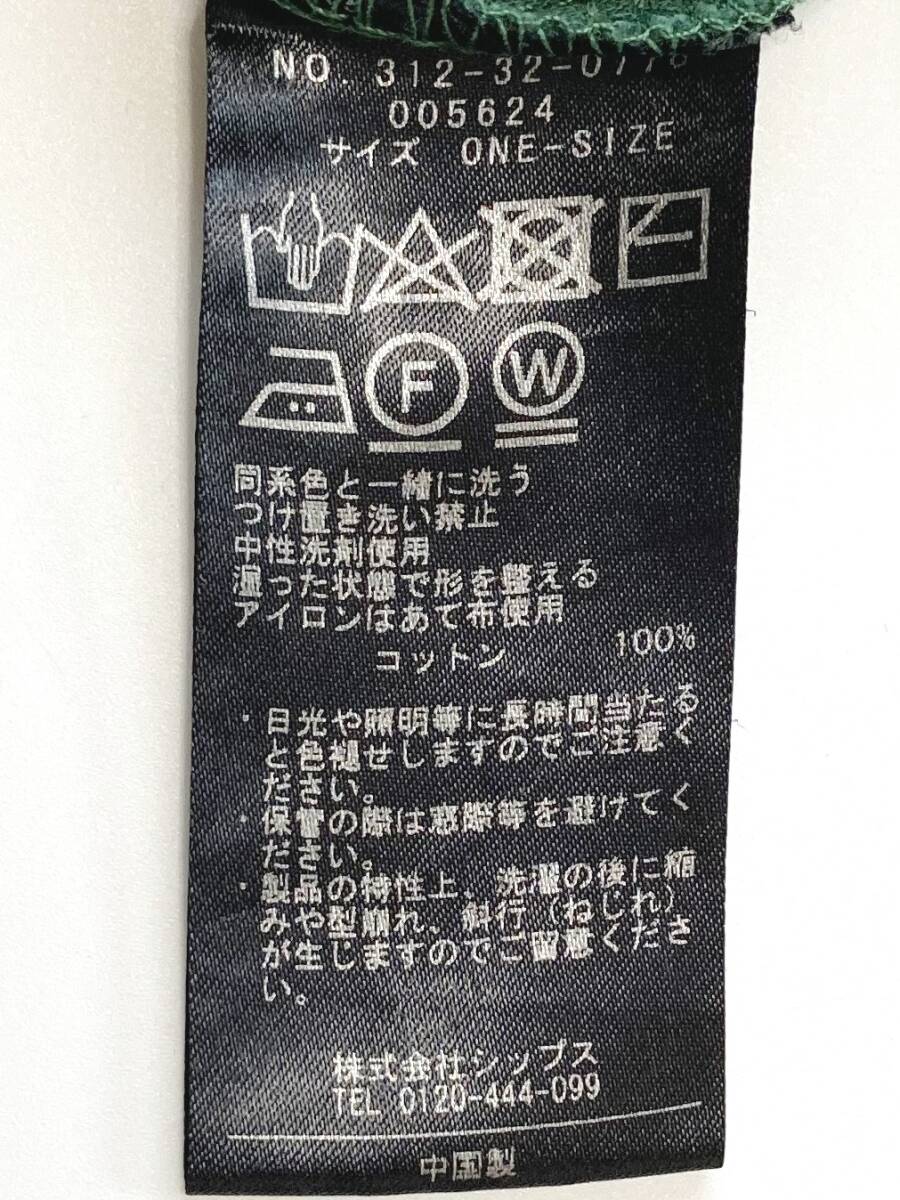 NO. 312-32-0776
005624
サイズ ONE-SIZE
F W
同系色と一緒に洗う
つけ置き洗い禁止
中性洗剤使用
湿った状態で形を整える
アイロンはあて布使用
コットン 100%
・日光や照明等に長時間当たる
と色褪せしますのでご注意く
ださい。
・保管の際は窓際等を避けてく
ださい。
・製品の特性上、洗濯の後に縮
みや型崩れ、斜行(ねじれ)
が生じますのでご留意くださ
い。
株式会社シップス
TEL 0120-444-099
中国製